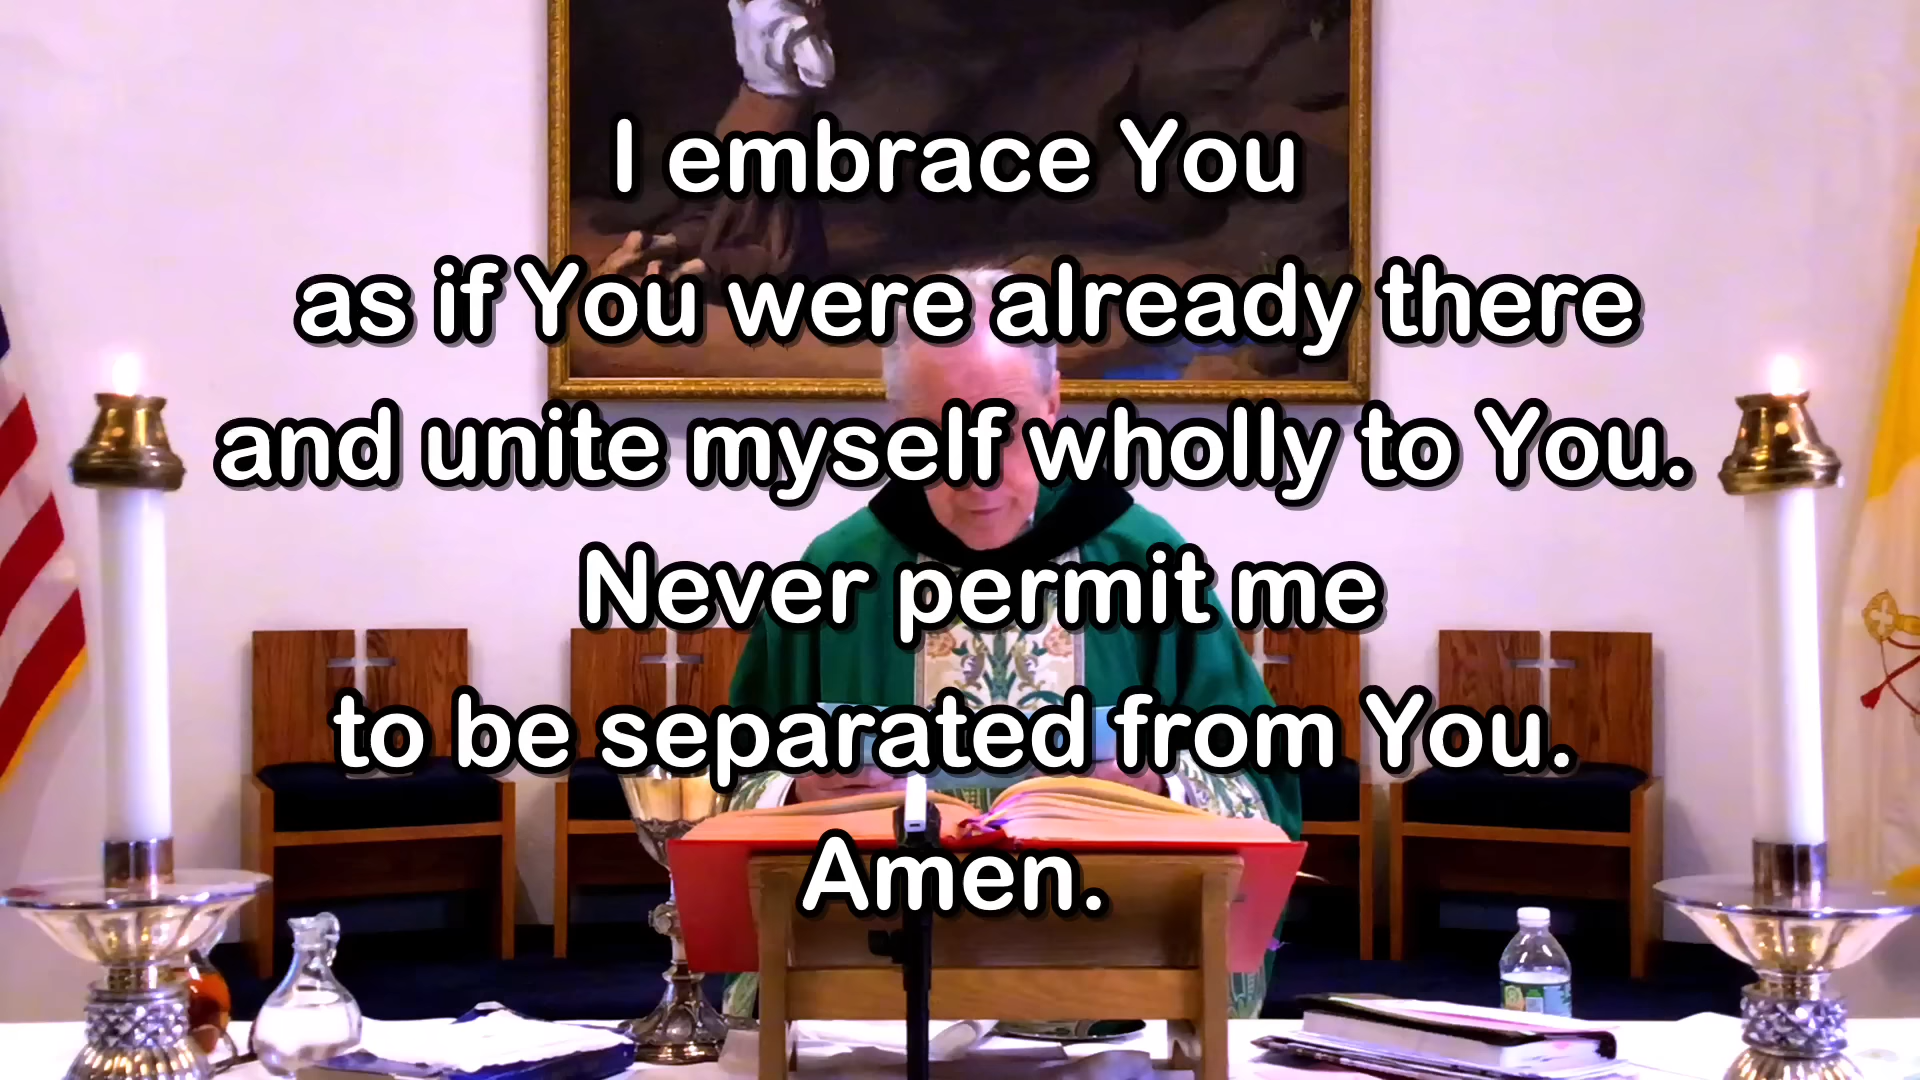 I embrace You
as if You were already there
and unite myself wholly to You.
Never permit me
to be separated from You.
Amen.